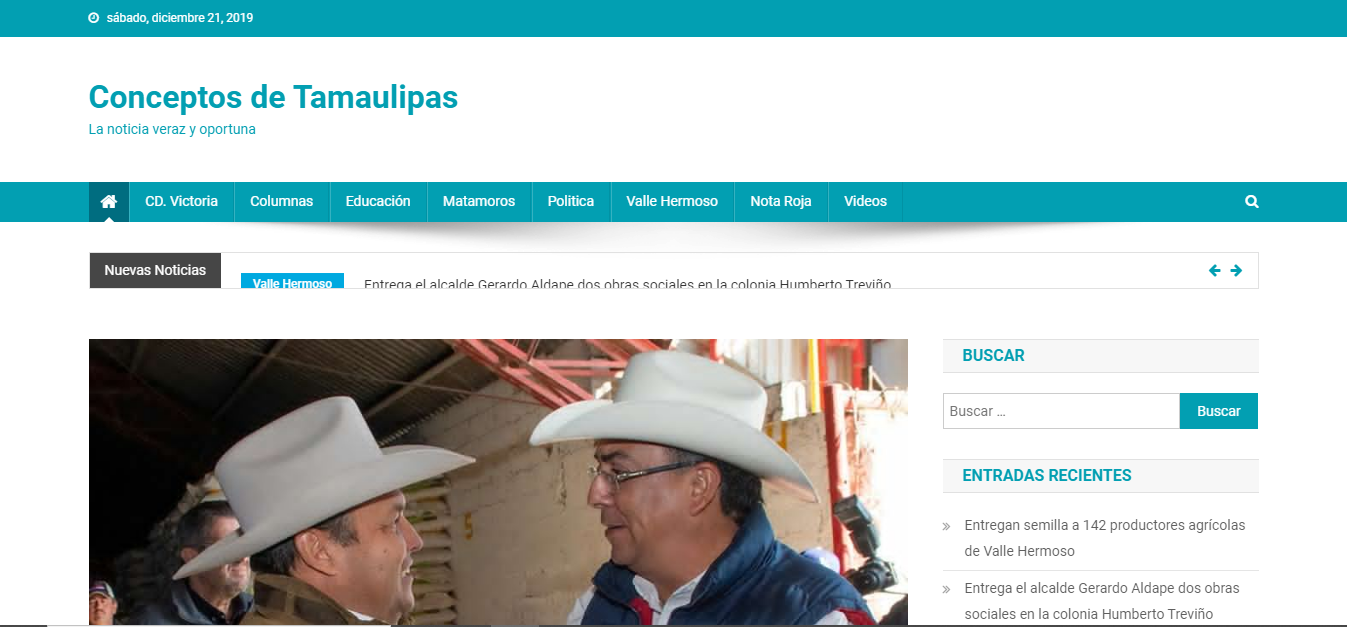 sábado, diciembre 21, 2019
Conceptos de Tamaulipas
La noticia veraz y oportuna
CD. Victoria Columnas Educación Matamoros Politica Valle Hermoso Nota Roja Videos
Nuevas Noticias
Valle Hermoso Entrega el alcalde Gerardo Aldape dos obras sociales en la colonia Humberto Treviño
BUSCAR
Buscar ... Buscar
ENTRADAS RECIENTES
Entregan semilla a 142 productores agrícolas
de Valle Hermoso
Entrega el alcalde Gerardo Aldape dos obras
sociales en la colonia Humberto Treviño